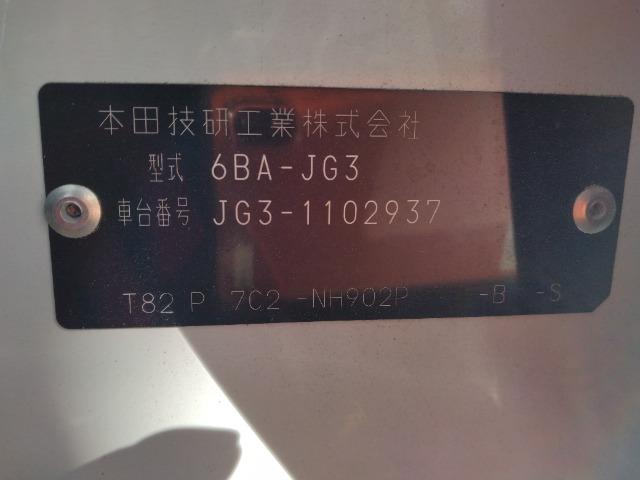 本田技研工業株式会社
型式 6BA-JG3
車台番号 JG3-1102937
T82 P 7C2 -NH902P -B -S